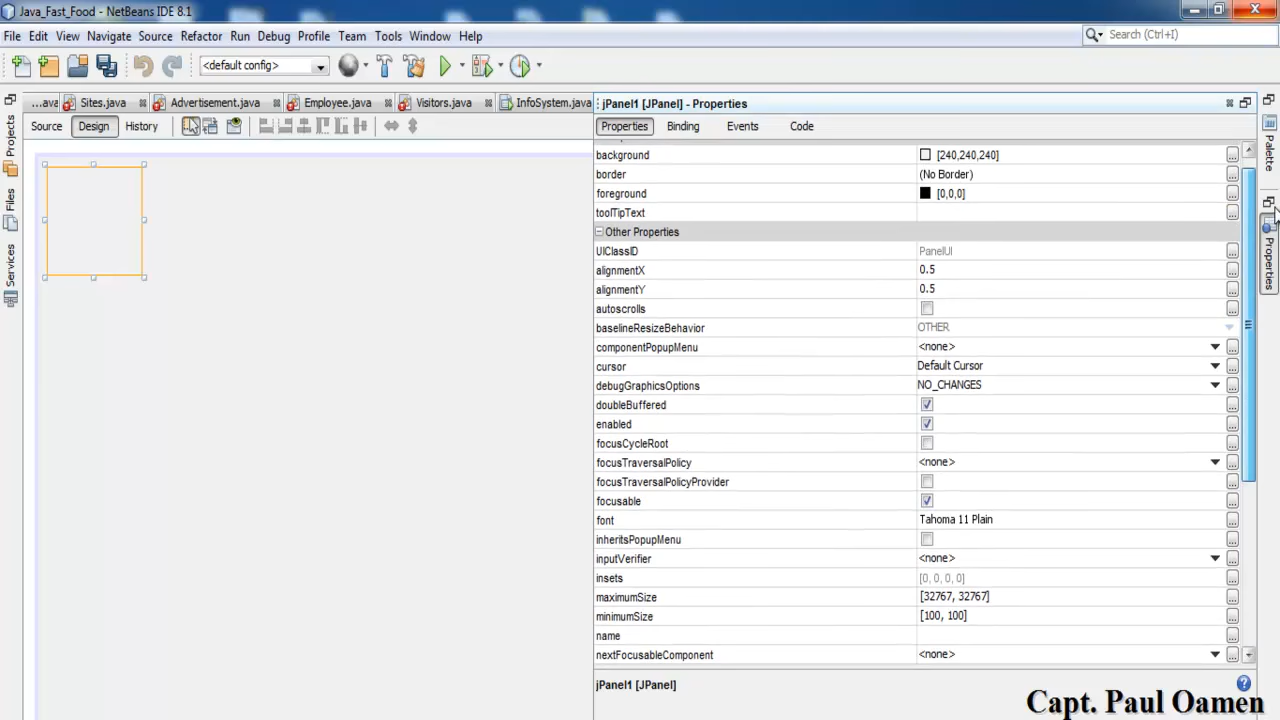 Java_Fast_Food - NetBeans IDE 8.1
File Edit View Navigate Source Refactor Run Debug Profile Team Tools Window Help
Search (Ctrl+I)
<default config>
...ava Sites.java Advertisement.java Employee.java Visitors.java InfoSystem.java
jPanel1 [JPanel] - Properties
Source Design History
Properties Binding Events Code
Projects
Files
Services
Palette
Properties
background [240,240,240]
border (No Border)
foreground [0,0,0]
toolTipText
Other Properties
UIClassID PanelUI
alignmentX 0.5
alignmentY 0.5
autoscrolls
baselineResizeBehavior OTHER
componentPopupMenu <none>
cursor Default Cursor
debugGraphicsOptions NO_CHANGES
doubleBuffered
enabled
focusCycleRoot
focusTraversalPolicy <none>
focusTraversalPolicyProvider
focusable
font Tahoma 11 Plain
inheritsPopupMenu
inputVerifier <none>
insets [0, 0, 0, 0]
maximumSize [32767, 32767]
minimumSize [100, 100]
name
nextFocusableComponent <none>
jPanel1 [JPanel]
Capt. Paul Oamen